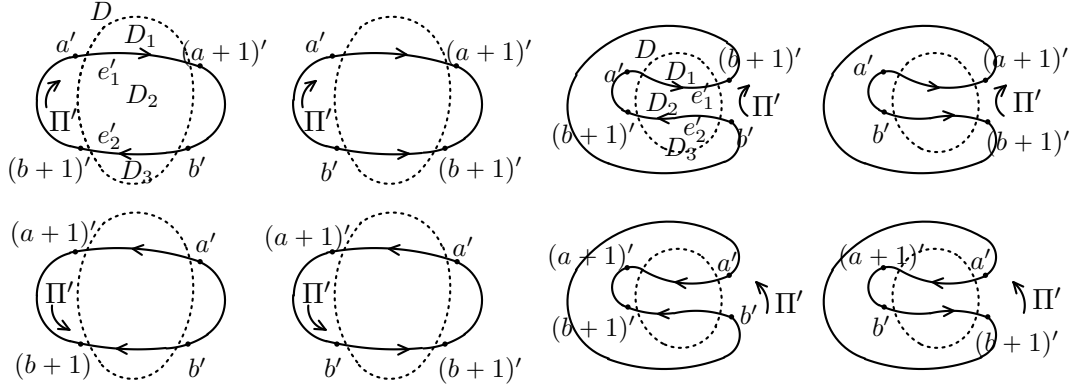 D D₁ a′ (a + 1)′ e′₁ D₂ Π′ e′₂ (b + 1)′ D₃ b′
a′ (a + 1)′ Π′ b′ (b + 1)′
D D₁ a′ (b + 1)′ D₂ e′₁ Π′ (b + 1)′ e′₂ b′ D₃
a′ (a + 1)′ Π′ b′ (b + 1)′
(a + 1)′ a′ Π′ (b + 1) b′
(a + 1)′ a′ Π′ b′ (b + 1)′
(a + 1)′ a′ Π′ (b + 1)′ b′
(a + 1)′ a′ Π′ b′ (b + 1)′